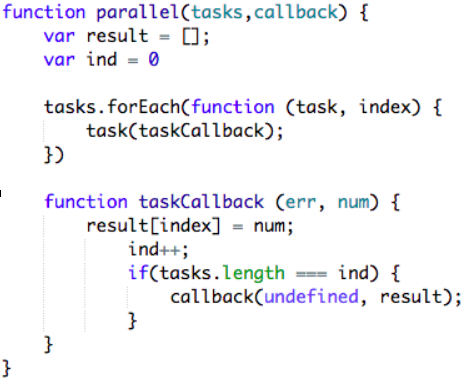 function parallel(tasks,callback) {
    var result = [];
    var ind = 0

    tasks.forEach(function (task, index) {
        task(taskCallback);
    })

    function taskCallback (err, num) {
        result[index] = num;
            ind++;
            if(tasks.length === ind) {
                callback(undefined, result);
            }
    }
}